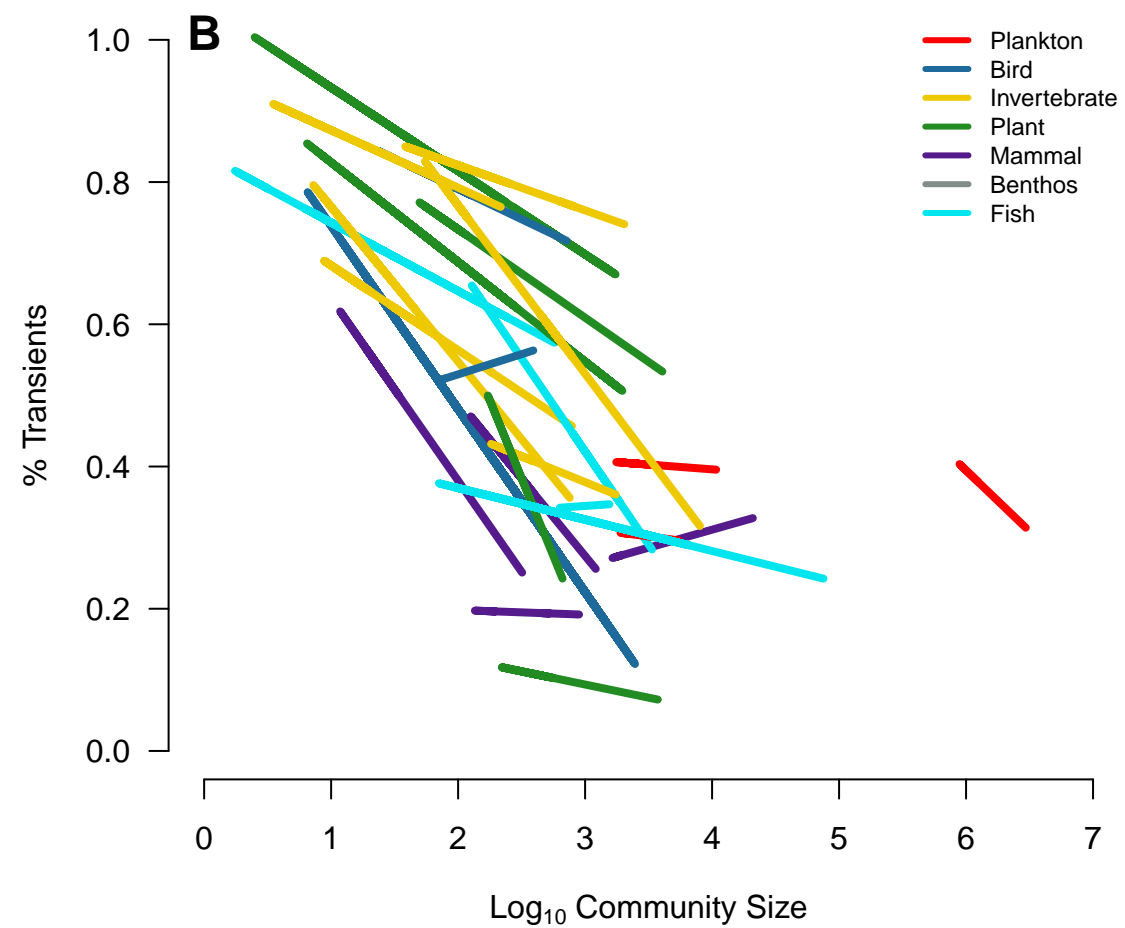 B
1.0
0.8
0.6
0.4
0.2
0.0
% Transients
0 1 2 3 4 5 6 7
Log₁₀ Community Size
Plankton
Bird
Invertebrate
Plant
Mammal
Benthos
Fish